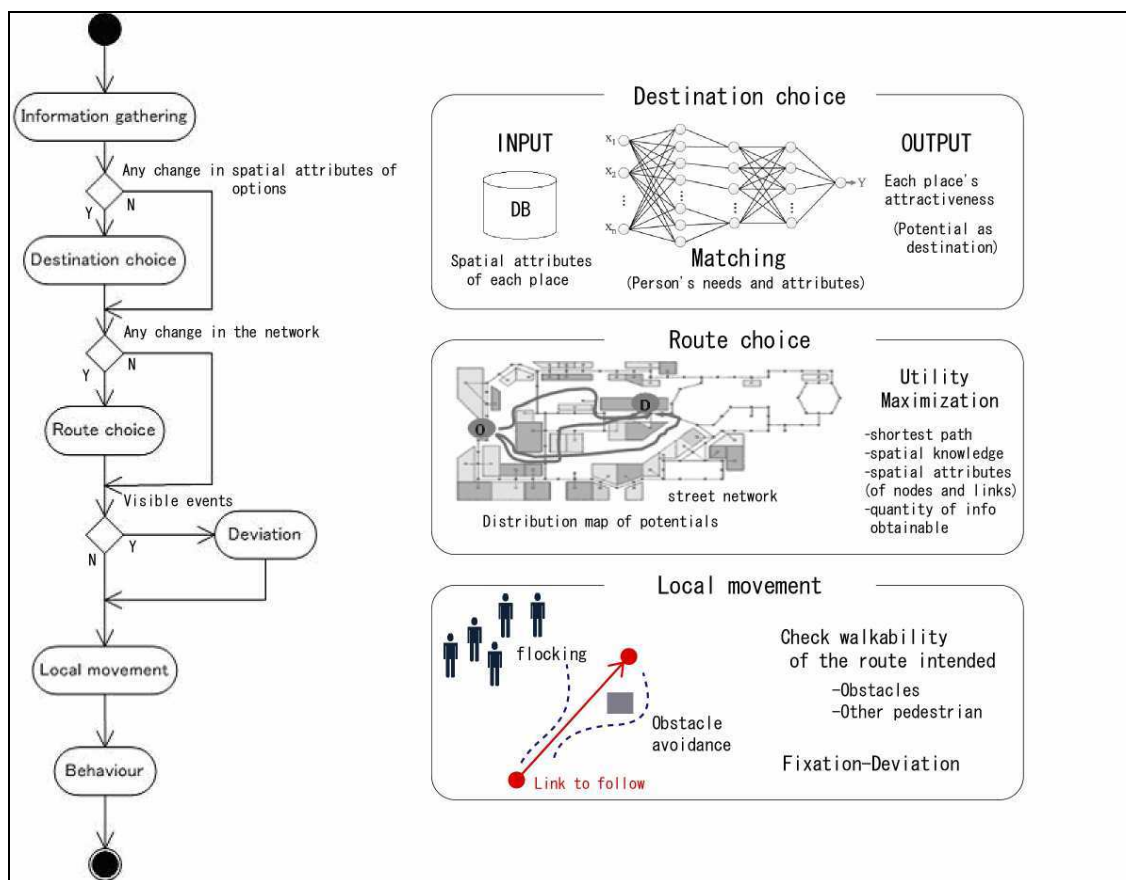 Information gathering
Any change in spatial attributes of
options
Y
N
Destination choice
Any change in the network
Y
N
Route choice
Visible events
N
Y
Deviation
Local movement
Behaviour
Destination choice
INPUT
DB
Spatial attributes
of each place
x1
x2
xn
Y
Matching
(Person's needs and attributes)
OUTPUT
Each place's
attractiveness
(Potential as
destination)
Route choice
O
D
street network
Distribution map of potentials
Utility
Maximization
-shortest path
-spatial knowledge
-spatial attributes
(of nodes and links)
-quantity of info
obtainable
Local movement
flocking
Obstacle
avoidance
Link to follow
Check walkability
of the route intended
-Obstacles
-Other pedestrian
Fixation-Deviation